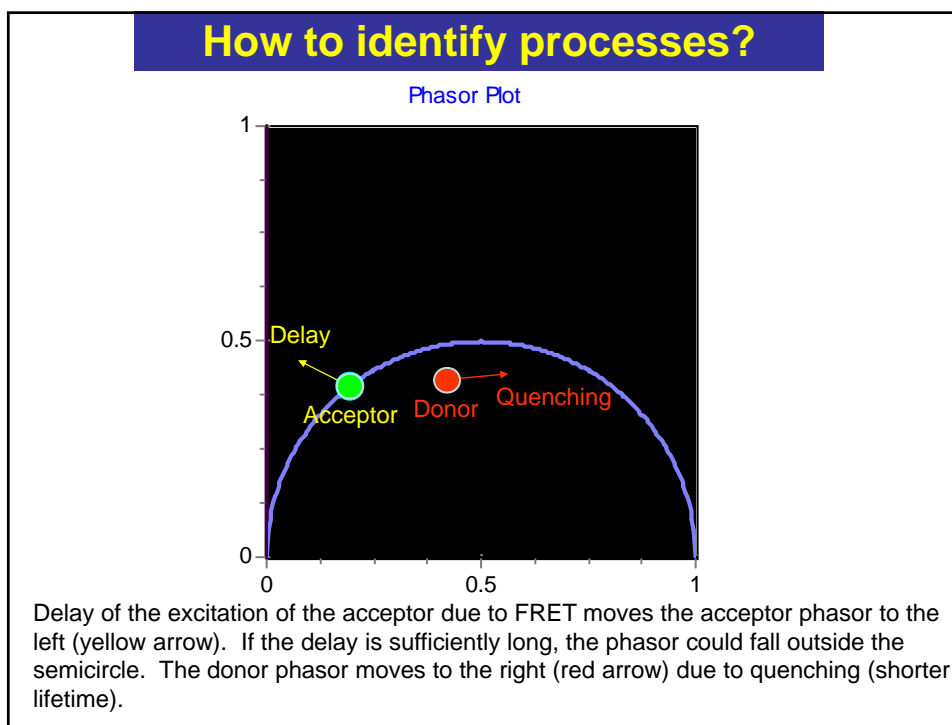 How to identify processes?
Phasor Plot
1
Delay
0.5
Quenching
Acceptor
Donor
0
0
0.5
1
Delay of the excitation of the acceptor due to FRET moves the acceptor phasor to the
left (yellow arrow).  If the delay is sufficiently long, the phasor could fall outside the
semicircle.  The donor phasor moves to the right (red arrow) due to quenching (shorter
lifetime).